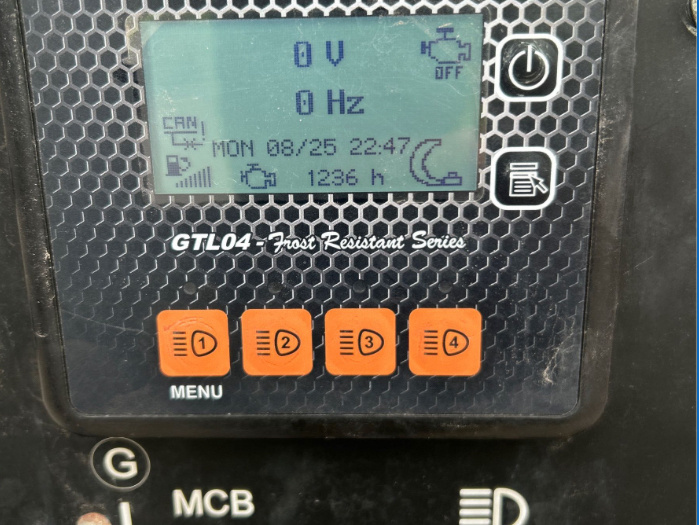 0 V
OFF
0 Hz
CAN !
MON 08/25 22:47
1236 h
GTL04 - Frost Resistant Series
1 2 3 4
MENU
G
MCB